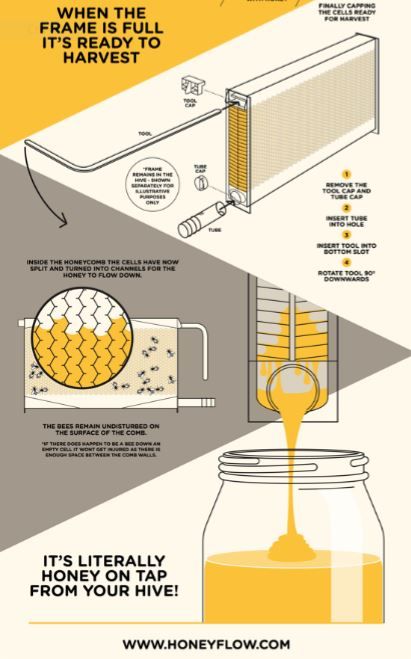 FINALLY CAPPING
THE CELLS READY
FOR HARVEST
WHEN THE
FRAME IS FULL
IT'S READY TO
HARVEST
TOOL
CAP
TOOL
*FRAME
REMAINS IN THE
HIVE - SHOWN
SEPARATELY FOR
ILLUSTRATIVE
PURPOSES
ONLY
TUBE
CAP
TUBE
1
REMOVE THE
TOOL CAP AND
TUBE CAP
2
INSERT TUBE
INTO HOLE
3
INSERT TOOL INTO
BOTTOM SLOT
4
ROTATE TOOL 90°
DOWNWARDS
INSIDE THE HONEYCOMB THE CELLS HAVE NOW
SPLIT AND TURNED INTO CHANNELS FOR THE
HONEY TO FLOW DOWN.
THE BEES REMAIN UNDISTURBED ON
THE SURFACE OF THE COMB.
*IF THERE DOES HAPPEN TO BE A BEE DOWN AN
EMPTY CELL IT WONT GET INJURED AS THERE IS
ENOUGH SPACE BETWEEN THE COMB WALLS.
IT'S LITERALLY
HONEY ON TAP
FROM YOUR HIVE!
WWW.HONEYFLOW.COM